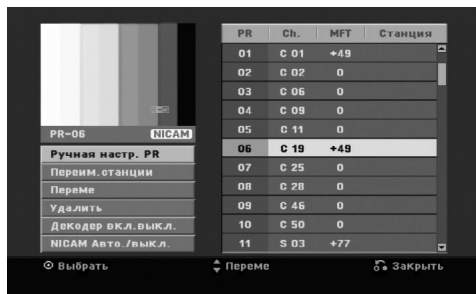 PR Ch. MFT Станция
01 C 01 +49
02 C 02 0
03 C 06 0
04 C 09 0
05 C 11 0
06 C 19 +49
07 C 25 0
08 C 28 0
09 C 46 0
10 C 50 0
11 S 03 +77
PR-06 NICAM
Ручная настр. PR
Переим.станции
Переме
Удалить
Декодер вкл.выкл.
NICAM Авто./выкл.
Выбрать Переме Закрыть